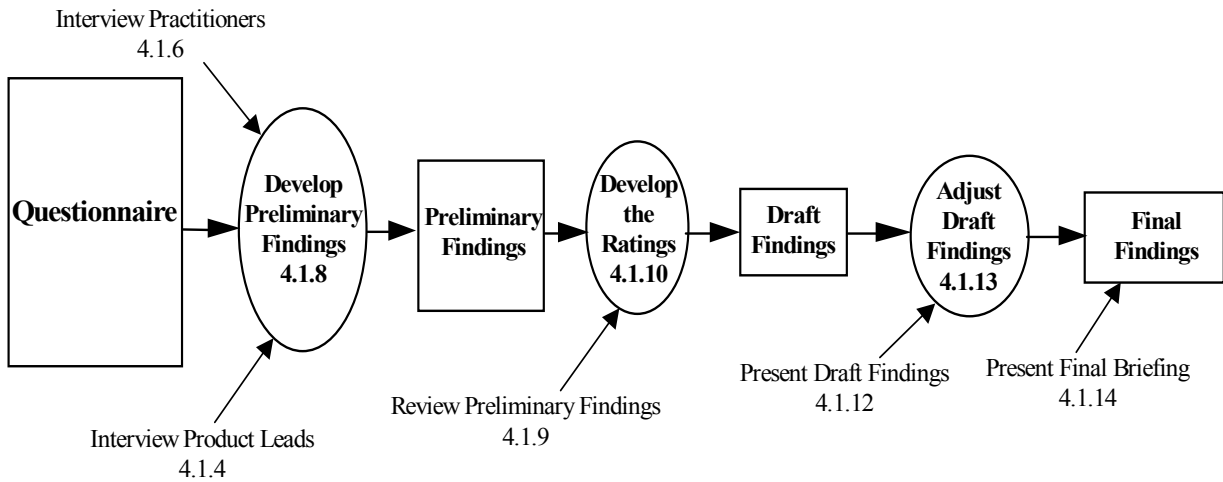 Interview Practitioners
4.1.6
Questionnaire
Develop
Preliminary
Findings
4.1.8
Interview Product Leads
4.1.4
Preliminary
Findings
Develop
the
Ratings
4.1.10
Review Preliminary Findings
4.1.9
Draft
Findings
Adjust
Draft
Findings
4.1.13
Present Draft Findings
4.1.12
Final
Findings
Present Final Briefing
4.1.14